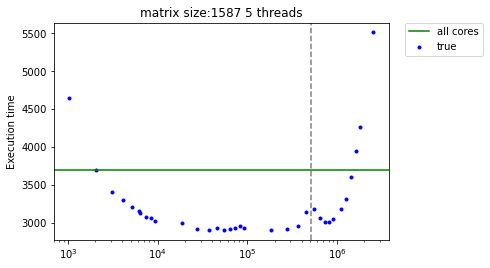 matrix size:1587 5 threads
all cores
true
Execution time
5500
5000
4500
4000
3500
3000
10³
10⁴
10⁵
10⁶